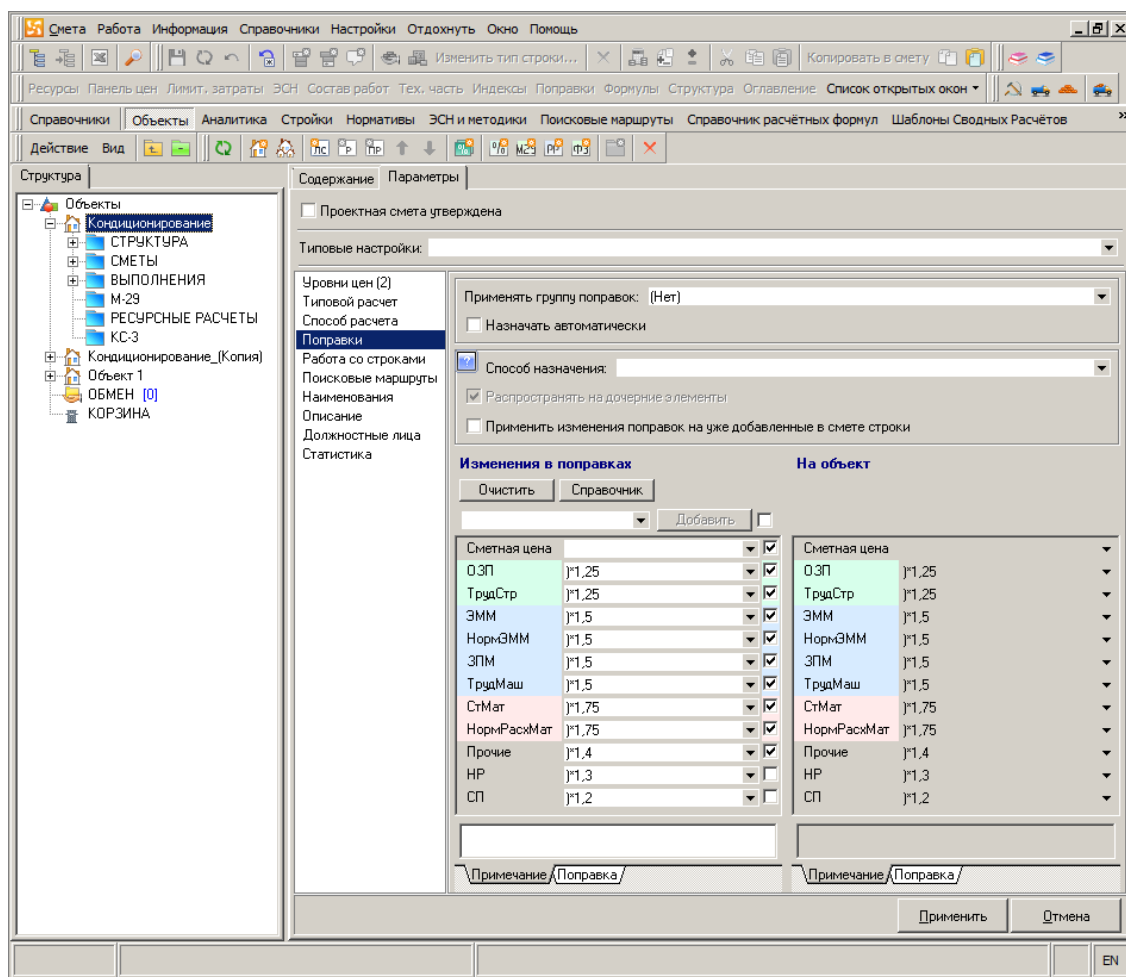 Смета Работа Информация Справочники Настройки Отдохнуть Окно Помощь
Изменить тип строки... Копировать в смету
Ресурсы Панель цен Лимит. затраты ЭСН Состав работ Тех. часть Индексы Поправки Формулы Структура Оглавление Список открытых окон
Справочники Объекты Аналитика Стройки Нормативы ЭСН и методики Поисковые маршруты Справочник расчётных формул Шаблоны Сводных Расчётов »
Действие Вид
Структура
Содержание Параметры
Объекты
Кондиционирование
СТРУКТУРА
СМЕТЫ
ВЫПОЛНЕНИЯ
М-29
РЕСУРСНЫЕ РАСЧЕТЫ
КС-3
Кондиционирование_(Копия)
Объект 1
ОБМЕН [0]
КОРЗИНА
Проектная смета утверждена
Типовые настройки:
Уровни цен (2)
Типовой расчет
Способ расчета
Поправки
Работа со строками
Поисковые маршруты
Наименования
Описание
Должностные лица
Статистика
Применять группу поправок: (Нет)
Назначать автоматически
Способ назначения:
Распространять на дочерние элементы
Применить изменения поправок на уже добавленные в смете строки
Изменения в поправках На объект
Очистить Справочник
Добавить
Сметная цена Сметная цена
ОЗП )*1,25 ОЗП )*1,25
ТрудСтр )*1,25 ТрудСтр )*1,25
ЭММ )*1,5 ЭММ )*1,5
НормЭММ )*1,5 НормЭММ )*1,5
ЗПМ )*1,5 ЗПМ )*1,5
ТрудМаш )*1,5 ТрудМаш )*1,5
СтМат )*1,75 СтМат )*1,75
НормРасхМат )*1,75 НормРасхМат )*1,75
Прочие )*1,4 Прочие )*1,4
НР )*1,3 НР )*1,3
СП )*1,2 СП )*1,2
Примечание Поправка Примечание Поправка
Применить Отмена
EN